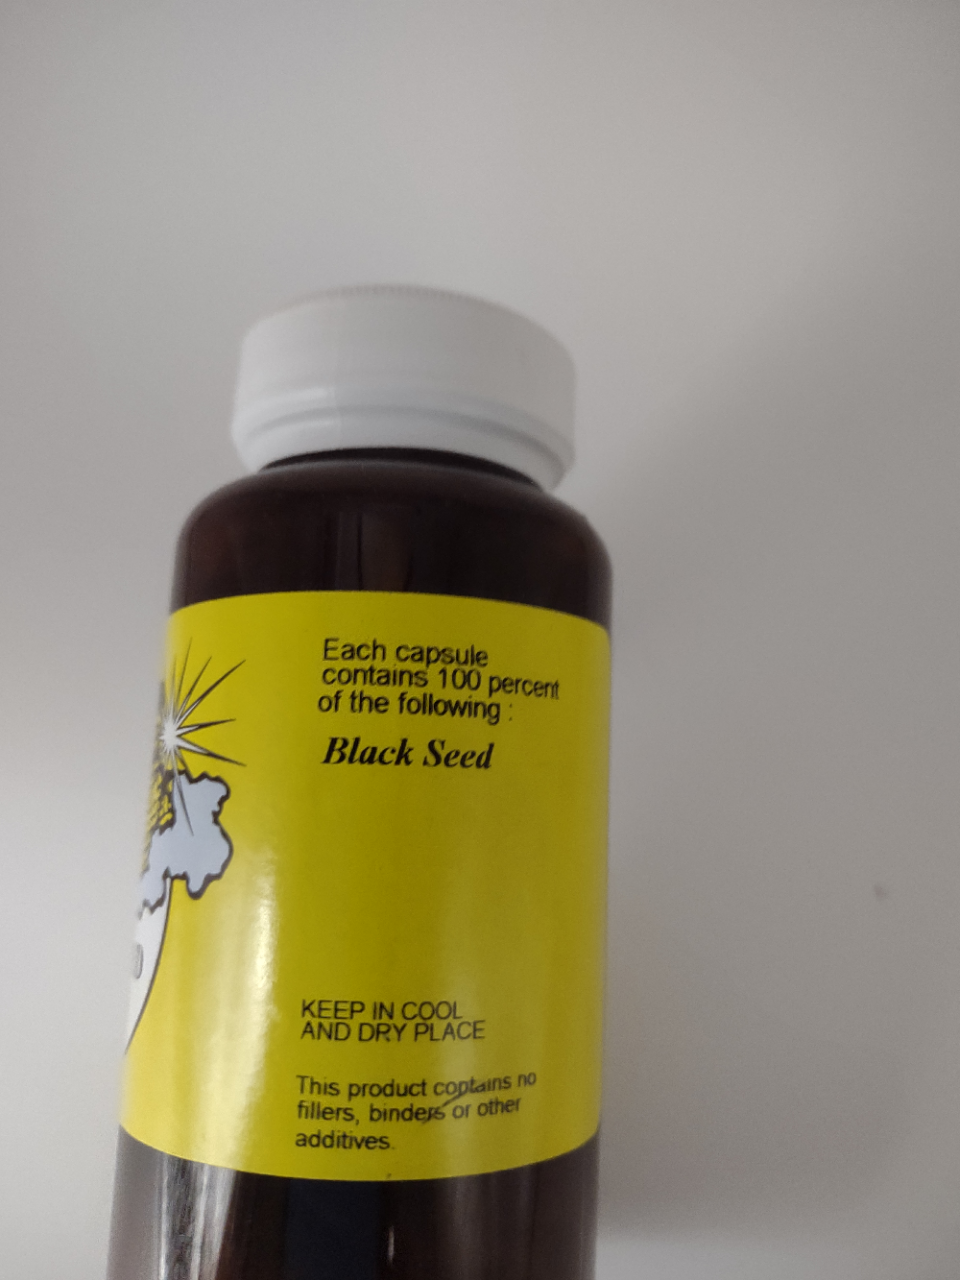 Each capsule
contains 100 percent
of the following :
Black Seed
KEEP IN COOL
AND DRY PLACE
This product contains no
fillers, binders or other
additives.